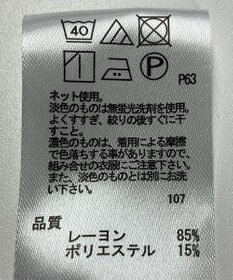 40
P
P63
ネット使用。
淡色のものは無蛍光洗剤を使用。
よくすすぎ、絞りの後すぐに干
すこと。
濃色のものは、着用による摩擦
で色落ちする事がありますので、
組み合せの衣服にご注意下さい。
また、淡色のものとは別にお洗
い下さい。
107
品質
レーヨン 85%
ポリエステル 15%